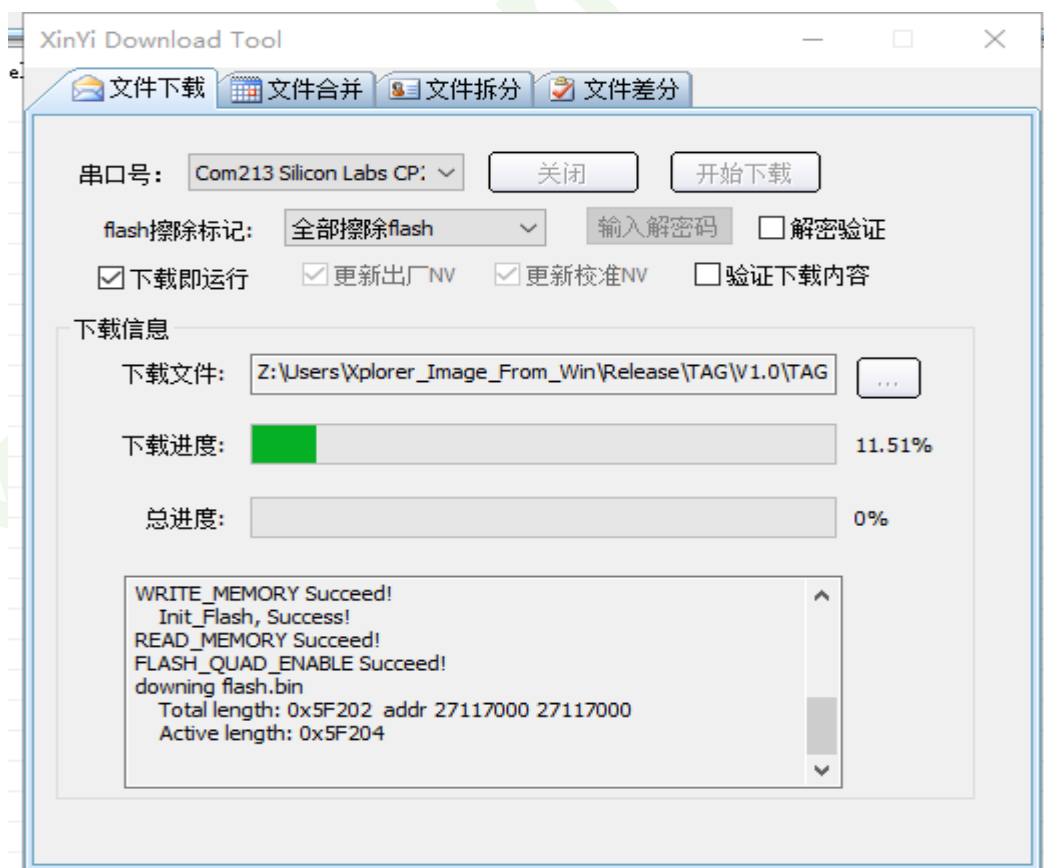 XinYi Download Tool
文件下载 文件合并 文件拆分 文件差分
串口号： Com213 Silicon Labs CP 关闭 开始下载
flash擦除标记: 全部擦除flash 输入解密码 解密验证
下载即运行 更新出厂NV 更新校准NV 验证下载内容
下载信息
下载文件: Z:\Users\Xplorer_Image_From_Win\Release\TAG\V1.0\TAG ...
下载进度: 11.51%
总进度: 0%
WRITE_MEMORY Succeed!
Init_Flash, Success!
READ_MEMORY Succeed!
FLASH_QUAD_ENABLE Succeed!
downing flash.bin
Total length: 0x5F202 addr 27117000 27117000
Active length: 0x5F204